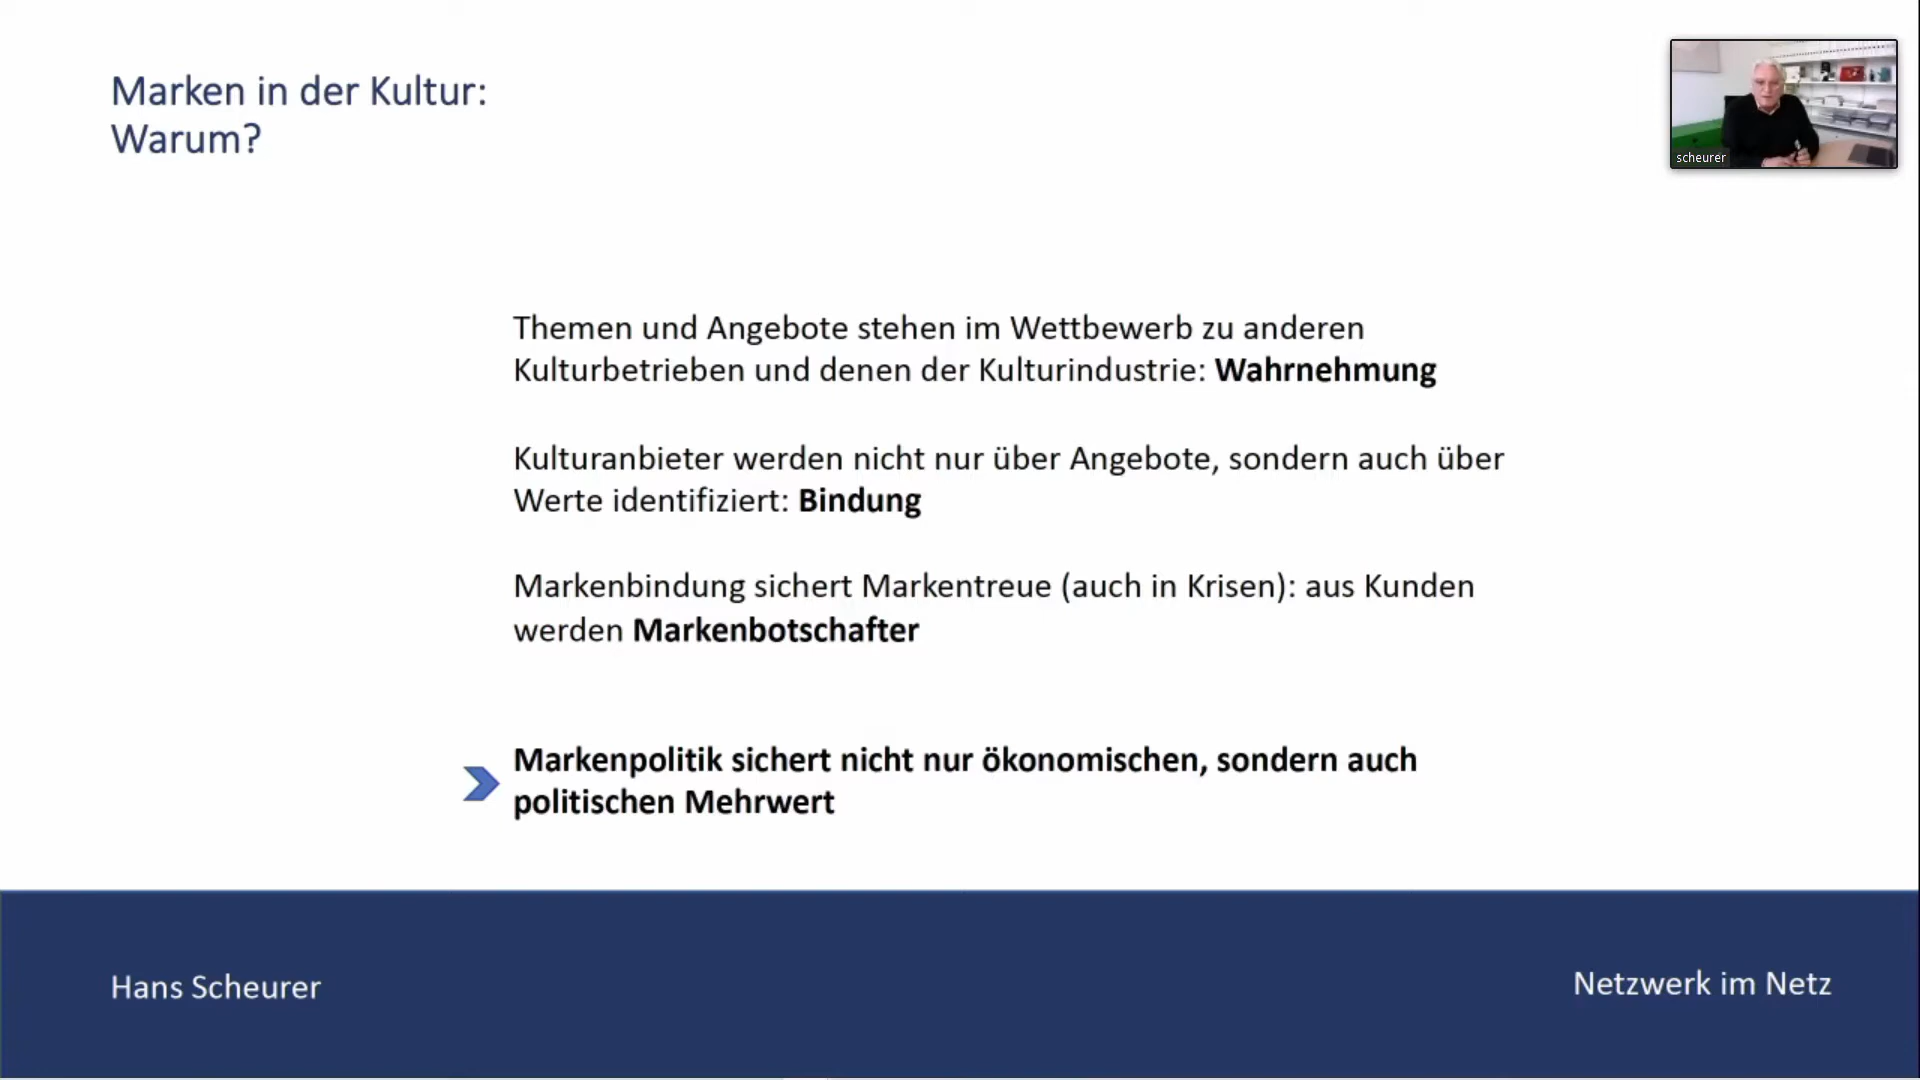 Marken in der Kultur:
Warum?
scheurer
Themen und Angebote stehen im Wettbewerb zu anderen
Kulturbetrieben und denen der Kulturindustrie: Wahrnehmung
Kulturanbieter werden nicht nur über Angebote, sondern auch über
Werte identifiziert: Bindung
Markenbindung sichert Markentreue (auch in Krisen): aus Kunden
werden Markenbotschafter
Markenpolitik sichert nicht nur ökonomischen, sondern auch
politischen Mehrwert
Hans Scheurer
Netzwerk im Netz